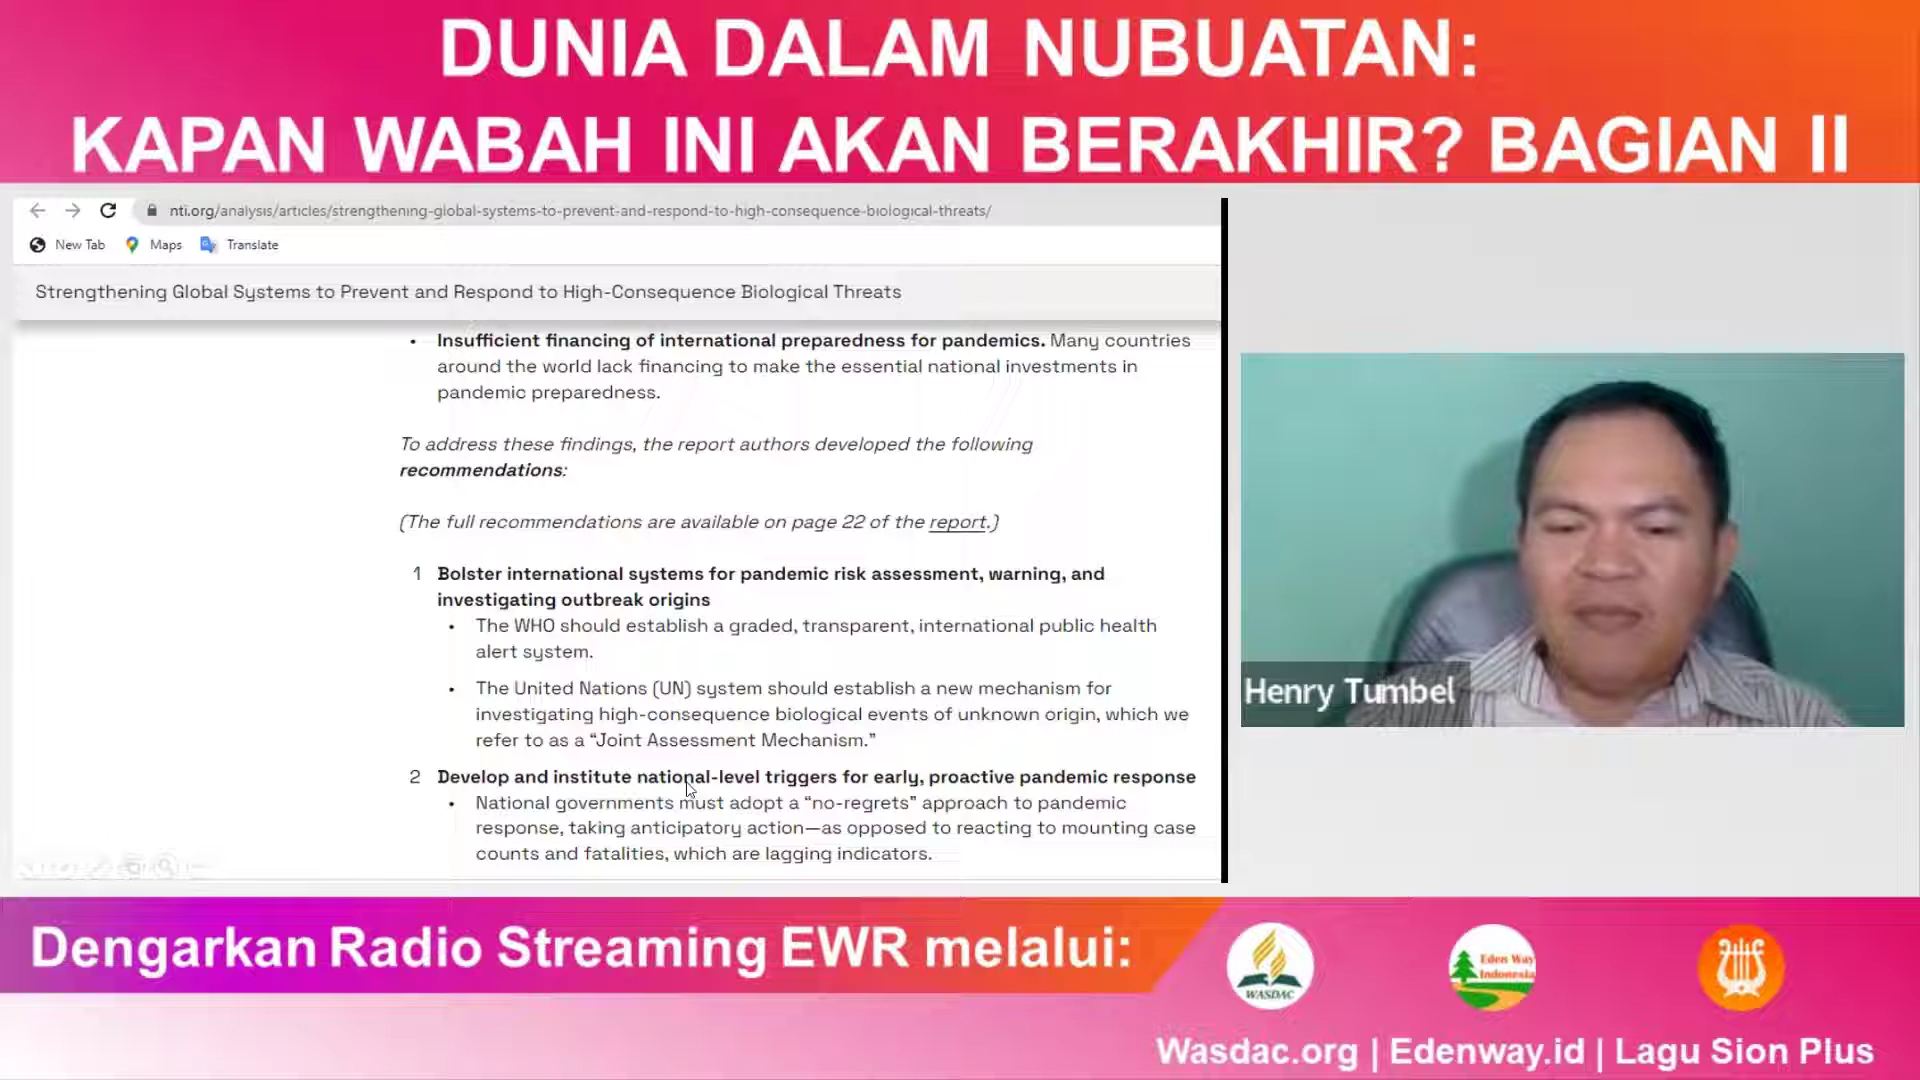 DUNIA DALAM NUBUATAN:
KAPAN WABAH INI AKAN BERAKHIR? BAGIAN II
nti.org/analysis/articles/strengthening-global-systems-to-prevent-and-respond-to-high-consequence-biological-threats/
New Tab Maps Translate
Strengthening Global Systems to Prevent and Respond to High-Consequence Biological Threats
• Insufficient financing of international preparedness for pandemics. Many countries
around the world lack financing to make the essential national investments in
pandemic preparedness.
To address these findings, the report authors developed the following
recommendations:
(The full recommendations are available on page 22 of the report.)
1 Bolster international systems for pandemic risk assessment, warning, and
investigating outbreak origins
• The WHO should establish a graded, transparent, international public health
alert system.
• The United Nations (UN) system should establish a new mechanism for
investigating high-consequence biological events of unknown origin, which we
refer to as a “Joint Assessment Mechanism.”
2 Develop and institute national-level triggers for early, proactive pandemic response
• National governments must adopt a “no-regrets” approach to pandemic
response, taking anticipatory action—as opposed to reacting to mounting case
counts and fatalities, which are lagging indicators.
Henry Tumbel
Dengarkan Radio Streaming EWR melalui:
WASDAC
Eden Way
Indonesia
Wasdac.org | Edenway.id | Lagu Sion Plus